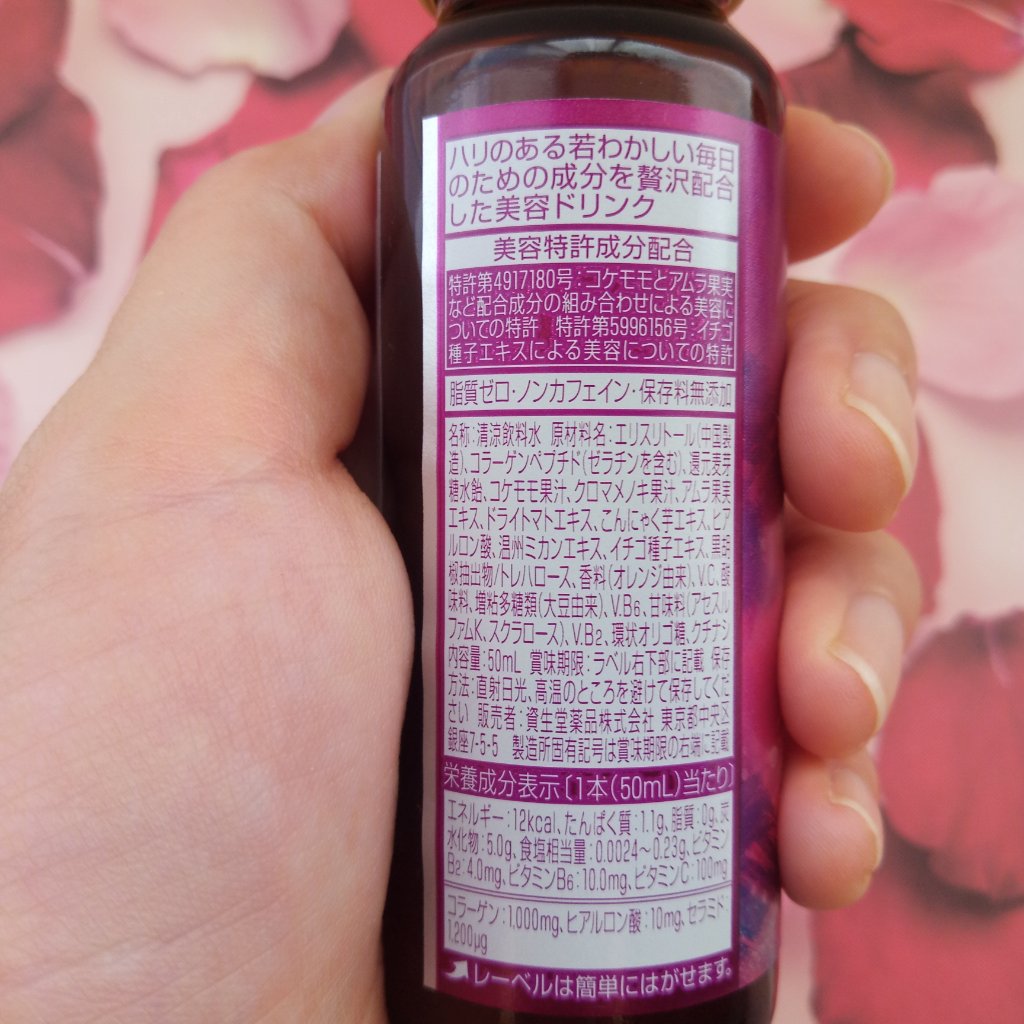 ハリのある若わかしい毎日
のための成分を贅沢配合
した美容ドリンク
美容特許成分配合
特許第4917180号:コケモモとアムラ果実
など配合成分の組み合わせによる美容に
ついての特許 特許第5996156号:イチゴ
種子エキスによる美容についての特許
脂質ゼロ・ノンカフェイン・保存料無添加
名称:清涼飲料水 原材料名:エリスリトール(中国製
造)、コラーゲンペプチド(ゼラチンを含む)、還元麦芽
糖水飴、コケモモ果汁、クロマメノキ果汁、アムラ果実
エキス、ドライトマトエキス、こんにゃく芋エキス、ヒア
ルロン酸、温州ミカンエキス、イチゴ種子エキス、黒胡
椒抽出物/トレハロース、香料(オレンジ由来)、V.C、酸
味料、増粘多糖類(大豆由来)、V.B6、甘味料(アセスル
ファムK、スクラロース)、V.B2、環状オリゴ糖、クチナシ
内容量:50mL 賞味期限:ラベル右下部に記載 保存
方法:直射日光、高温のところを避けて保存してくだ
さい 販売者:資生堂薬品株式会社 東京都中央区
銀座7-5-5 製造所固有記号は賞味期限の右端に記載
栄養成分表示〔1本(50mL)当たり〕
エネルギー:12kcal、たんぱく質:1.1g、脂質:0g、炭
水化物:5.0g、食塩相当量:0.0024〜0.23g、ビタミン
B2:4.0mg、ビタミンB6:10.0mg、ビタミンC:100mg
コラーゲン:1,000mg、ヒアルロン酸:10mg、セラミド:
1,200μg
レーベルは簡単にはがせます。